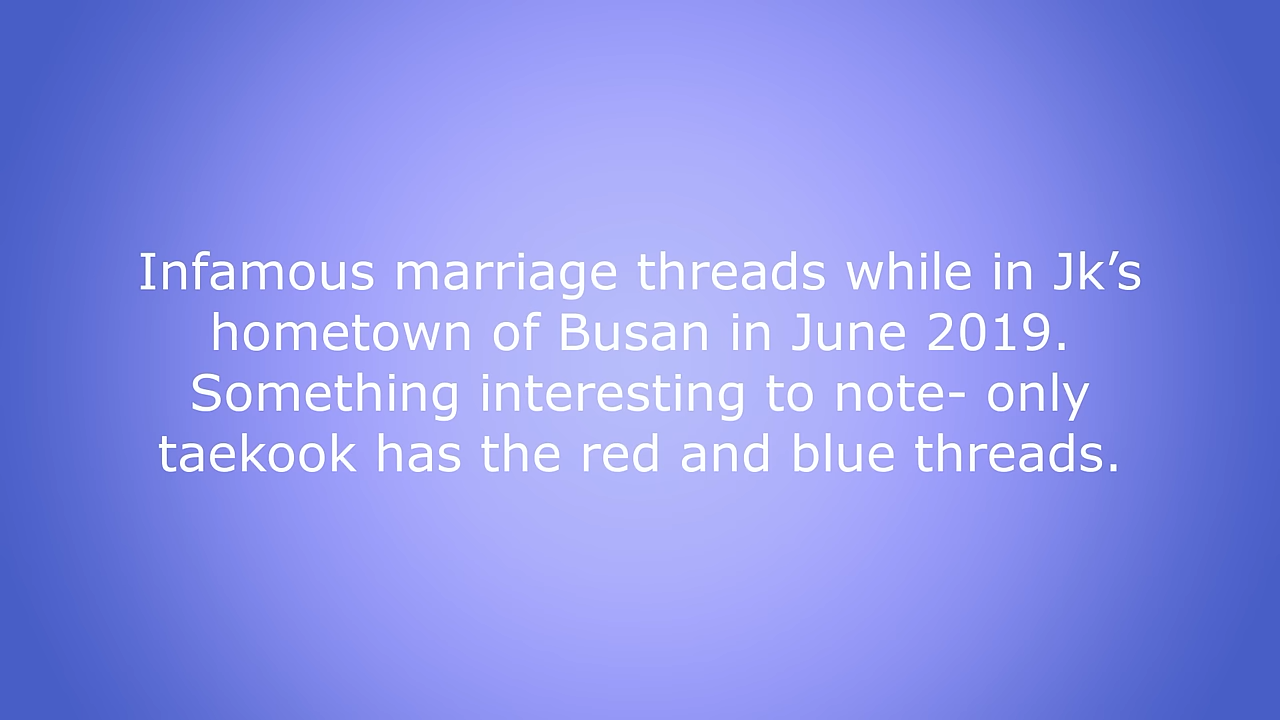 Infamous marriage threads while in Jk’s
hometown of Busan in June 2019.
Something interesting to note- only
taekook has the red and blue threads.